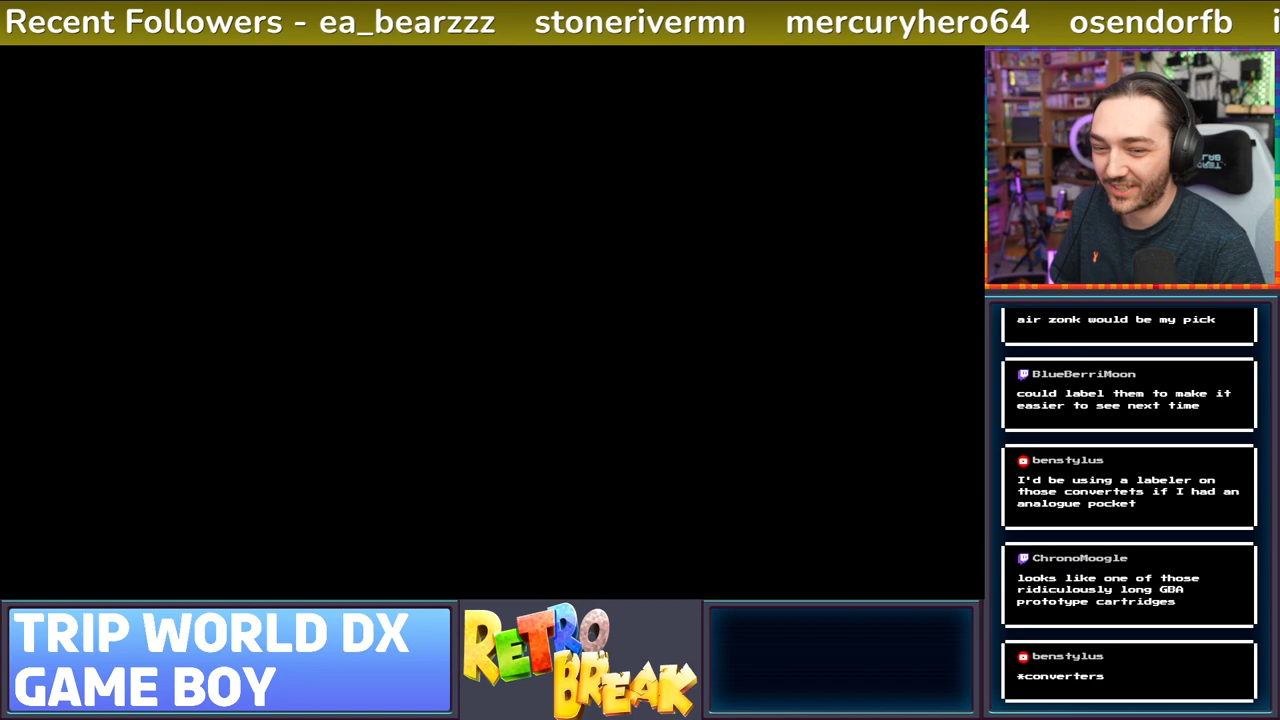 Recent Followers - ea_bearzzz stonerivermn mercuryhero64 osendorfb i
air zonk would be my pick
BlueBerriMoon
could label them to make it
easier to see next time
benstylus
I'd be using a labeler on
those convertets if I had an
analogue pocket
ChronoMoogle
looks like one of those
ridiculously long GBA
prototype cartridges
benstylus
*converters
TRIP WORLD DX
GAME BOY
RETRO
BREAK